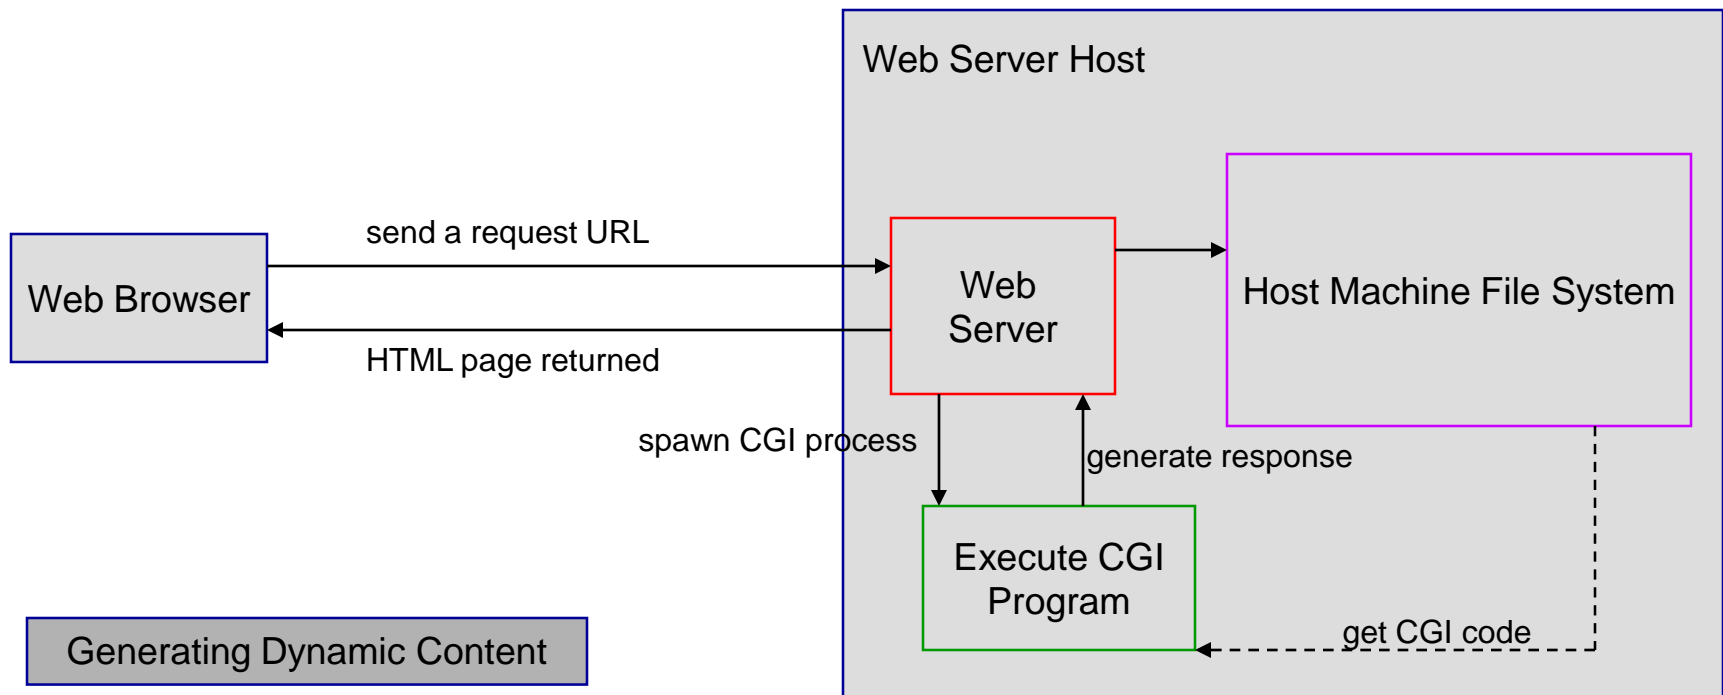 Web Server Host
send a request URL
Web Browser
Web
Server
Host Machine File System
HTML page returned
spawn CGI process
generate response
Execute CGI
Program
get CGI code
Generating Dynamic Content